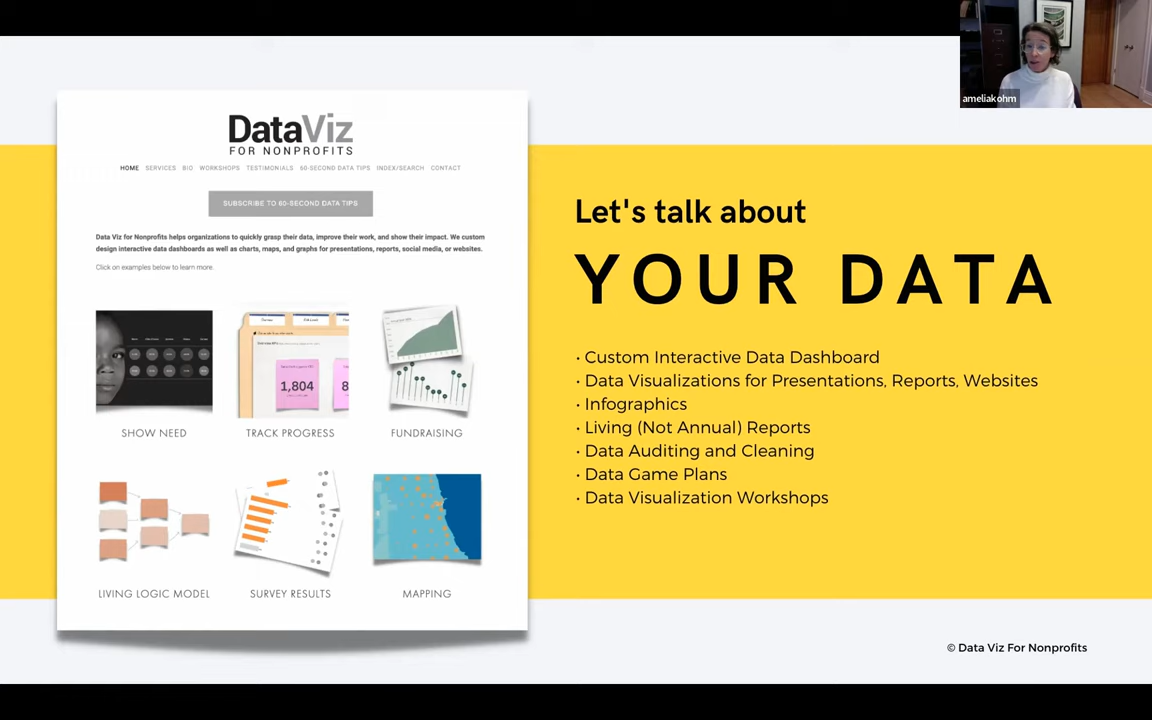 ameliakohm
DataViz
FOR NONPROFITS
HOME SERVICES BIO WORKSHOPS TESTIMONIALS 60-SECOND DATA TIPS INDEX/SEARCH CONTACT
SUBSCRIBE TO 60-SECOND DATA TIPS
Data Viz for Nonprofits helps organizations to quickly grasp their data, improve their work, and show their impact. We custom
design interactive data dashboards as well as charts, maps, and graphs for presentations, reports, social media, or websites.
Click on examples below to learn more.
1,804
8
SHOW NEED
TRACK PROGRESS
FUNDRAISING
LIVING LOGIC MODEL
SURVEY RESULTS
MAPPING
Let's talk about
YOUR DATA
• Custom Interactive Data Dashboard
• Data Visualizations for Presentations, Reports, Websites
• Infographics
• Living (Not Annual) Reports
• Data Auditing and Cleaning
• Data Game Plans
• Data Visualization Workshops
© Data Viz For Nonprofits